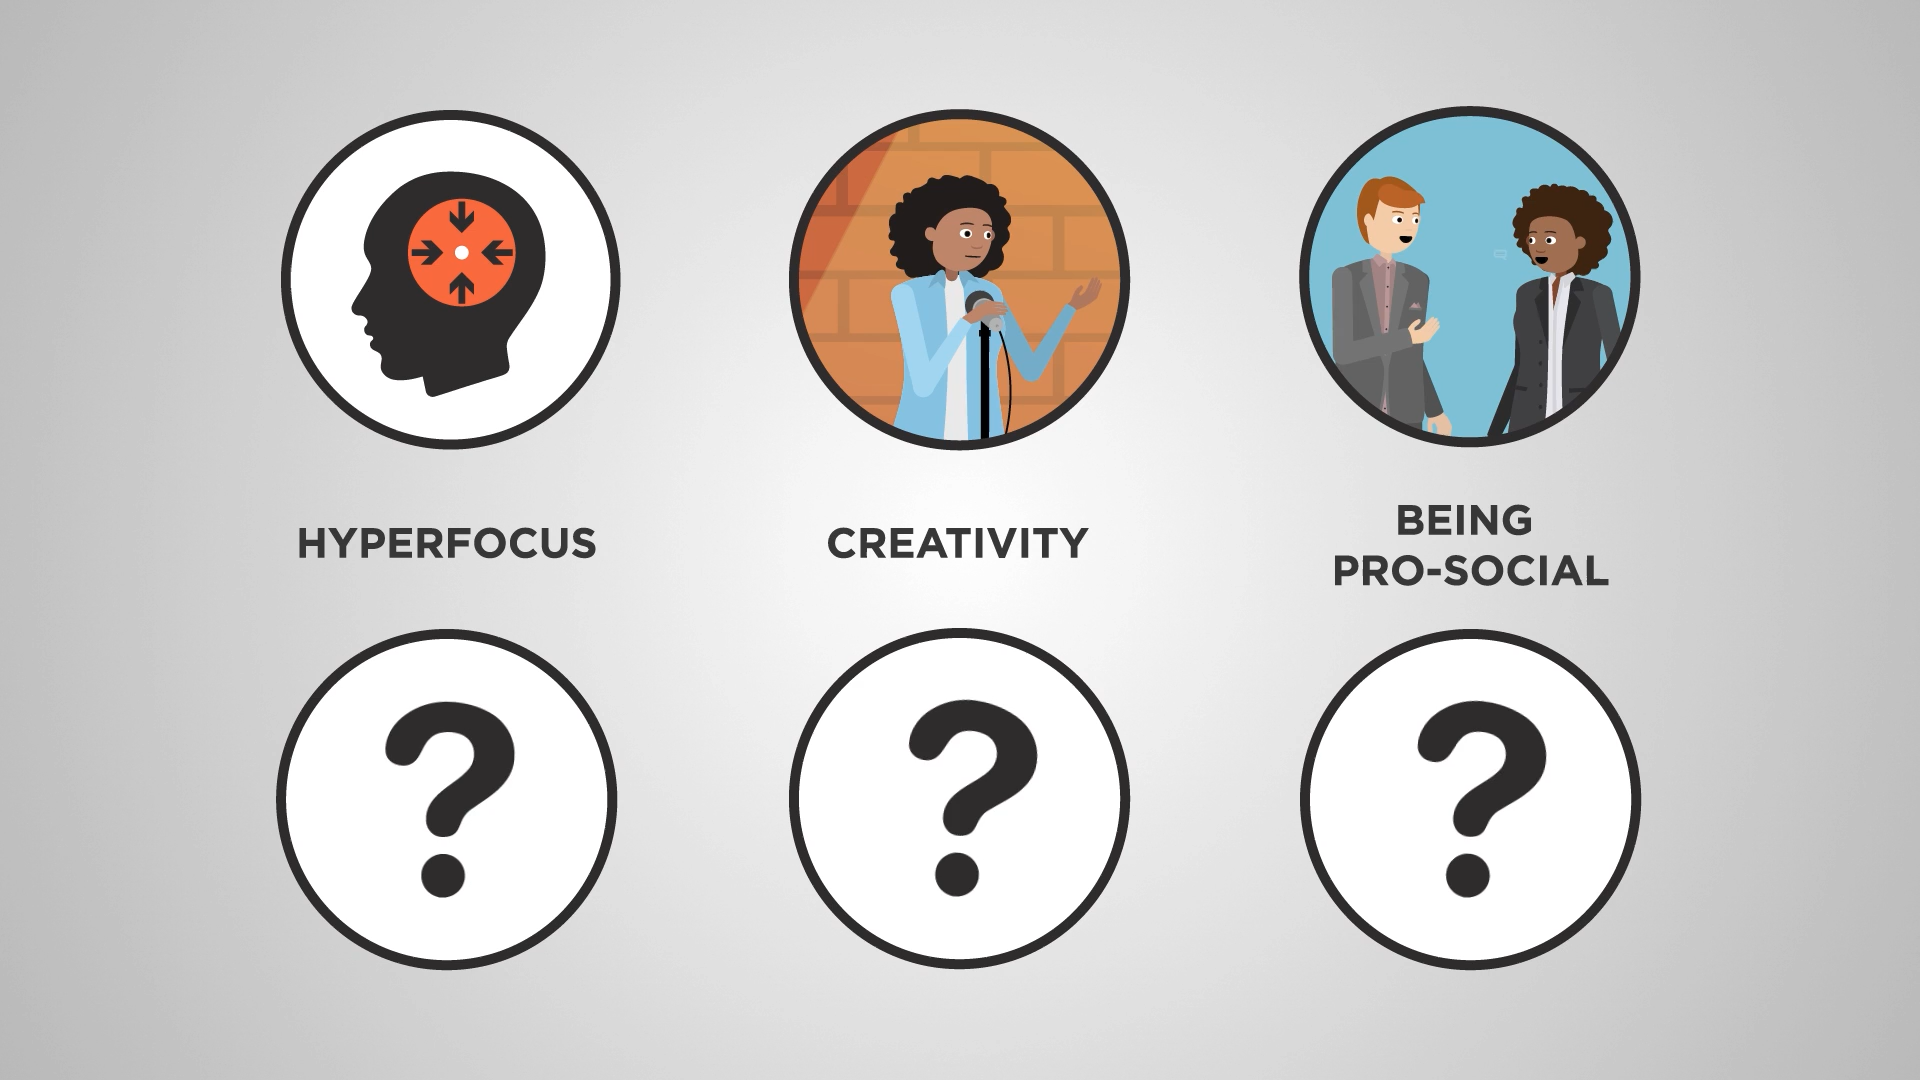 HYPERFOCUS
CREATIVITY
BEING
PRO-SOCIAL
?
?
?